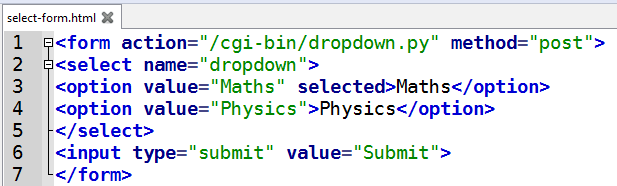 select-form.html
1 <form action="/cgi-bin/dropdown.py" method="post">
2 <select name="dropdown">
3 <option value="Maths" selected>Maths</option>
4 <option value="Physics">Physics</option>
5 </select>
6 <input type="submit" value="Submit">
7 </form>